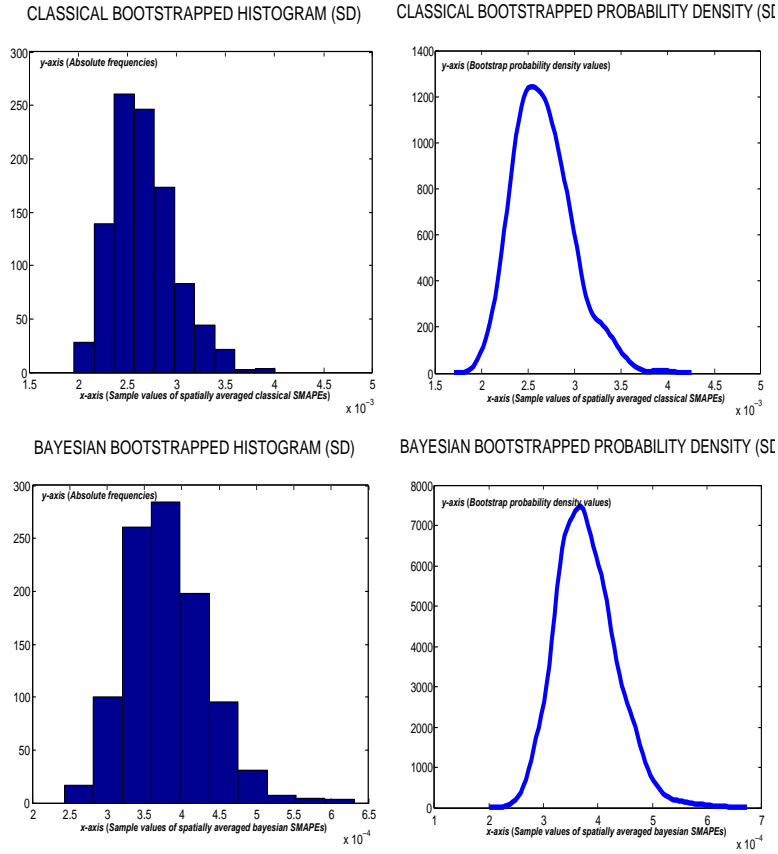 CLASSICAL BOOTSTRAPPED HISTOGRAM (SD)
CLASSICAL BOOTSTRAPPED PROBABILITY DENSITY (SD
y-axis (Absolute frequencies)
300
250
200
150
100
50
0
1.5 2 2.5 3 3.5 4 4.5 5
x-axis (Sample values of spatially averaged classical SMAPEs)
x 10⁻³
y-axis (Bootstrap probability density values)
1400
1200
1000
800
600
400
200
0
1.5 2 2.5 3 3.5 4 4.5 5
x-axis (Sample values of spatially averaged classical SMAPEs)
x 10⁻³
BAYESIAN BOOTSTRAPPED HISTOGRAM (SD)
BAYESIAN BOOTSTRAPPED PROBABILITY DENSITY (SD
y-axis (Absolute frequencies)
300
250
200
150
100
50
0
2 2.5 3 3.5 4 4.5 5 5.5 6 6.5
x-axis (Sample values of spatially averaged bayesian SMAPEs)
x 10⁻⁴
y-axis (Bootstrap probability density values)
8000
7000
6000
5000
4000
3000
2000
1000
0
1 2 3 4 5 6 7
x-axis (Sample values of spatially averaged bayesian SMAPEs)
x 10⁻⁴